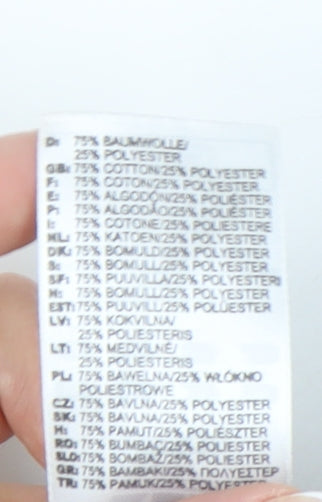 D: 75% BAUMWOLLE/
25% POLYESTER
GB: 75% COTTON/25% POLYESTER
F: 75% COTON/25% POLYESTER
E: 75% ALGODÓN/25% POLIÉSTER
P: 75% ALGODÃO/25% POLIÉSTER
I: 75% COTONE/25% POLIESTERE
NL: 75% KATOEN/25% POLYESTER
DK: 75% BOMULD/25% POLYESTER
S: 75% BOMULL/25% POLYESTER
SF: 75% PUUVILLA/25% POLYESTERI
N: 75% BOMULL/25% POLYESTER
EST: 75% PUUVILL/25% POLÜESTER
LV: 75% KOKVILNA/
25% POLIESTERIS
LT: 75% MEDVILNĖ/
25% POLIESTERIS
PL: 75% BAWEŁNA/25% WŁÓKNO
POLIESTROWE
CZ: 75% BAVLNA/25% POLYESTER
SK: 75% BAVLNA/25% POLYESTER
H: 75% PAMUT/25% POLIÉSZTER
RO: 75% BUMBAC/25% POLIESTER
SLO: 75% BOMBAŽ/25% POLIESTER
GR: 75% ΒΑΜΒΑΚΙ/25% ΠΟΛΥΕΣΤΕΡ
TR: 75% PAMUK/25% POLYESTER